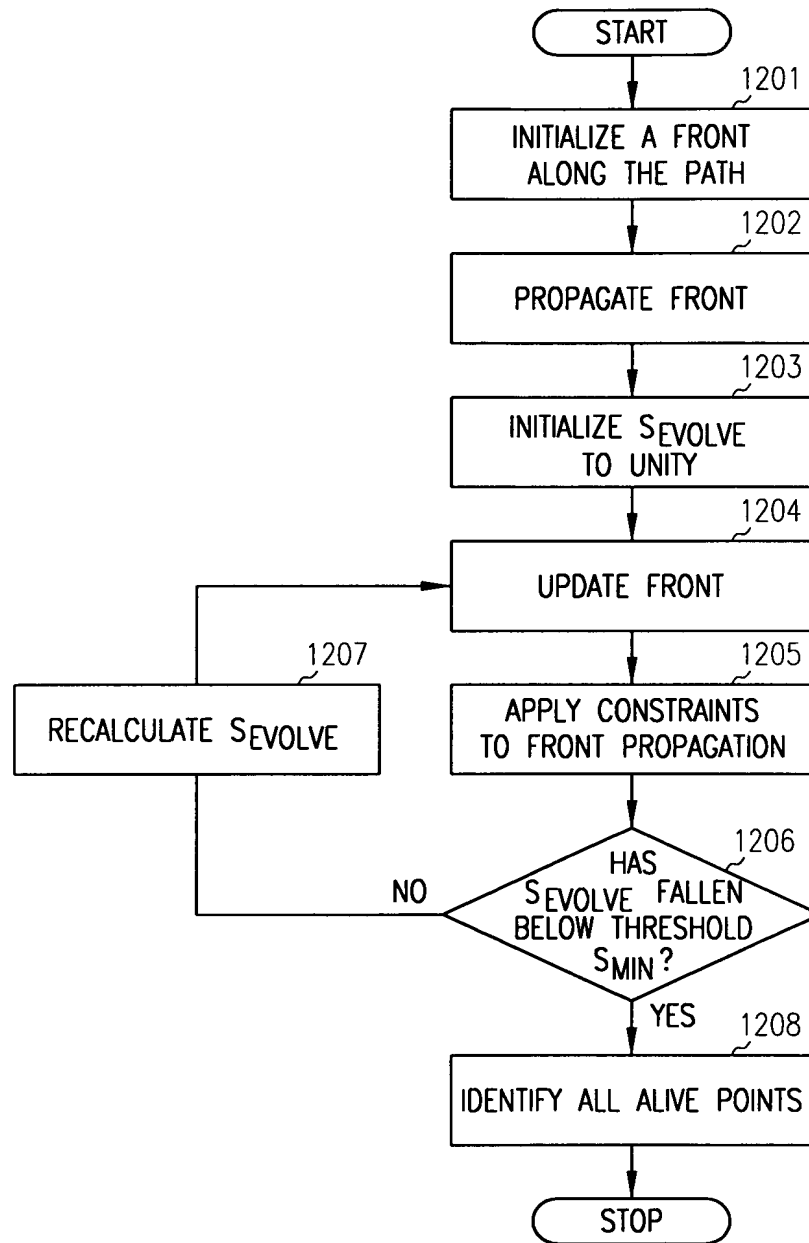 START
1201
INITIALIZE A FRONT
ALONG THE PATH
1202
PROPAGATE FRONT
1203
INITIALIZE SEVOLVE
TO UNITY
1204
UPDATE FRONT
1207
RECALCULATE SEVOLVE
1205
APPLY CONSTRAINTS
TO FRONT PROPAGATION
1206
HAS
SEVOLVE FALLEN
BELOW THRESHOLD
SMIN?
NO
YES
1208
IDENTIFY ALL ALIVE POINTS
STOP